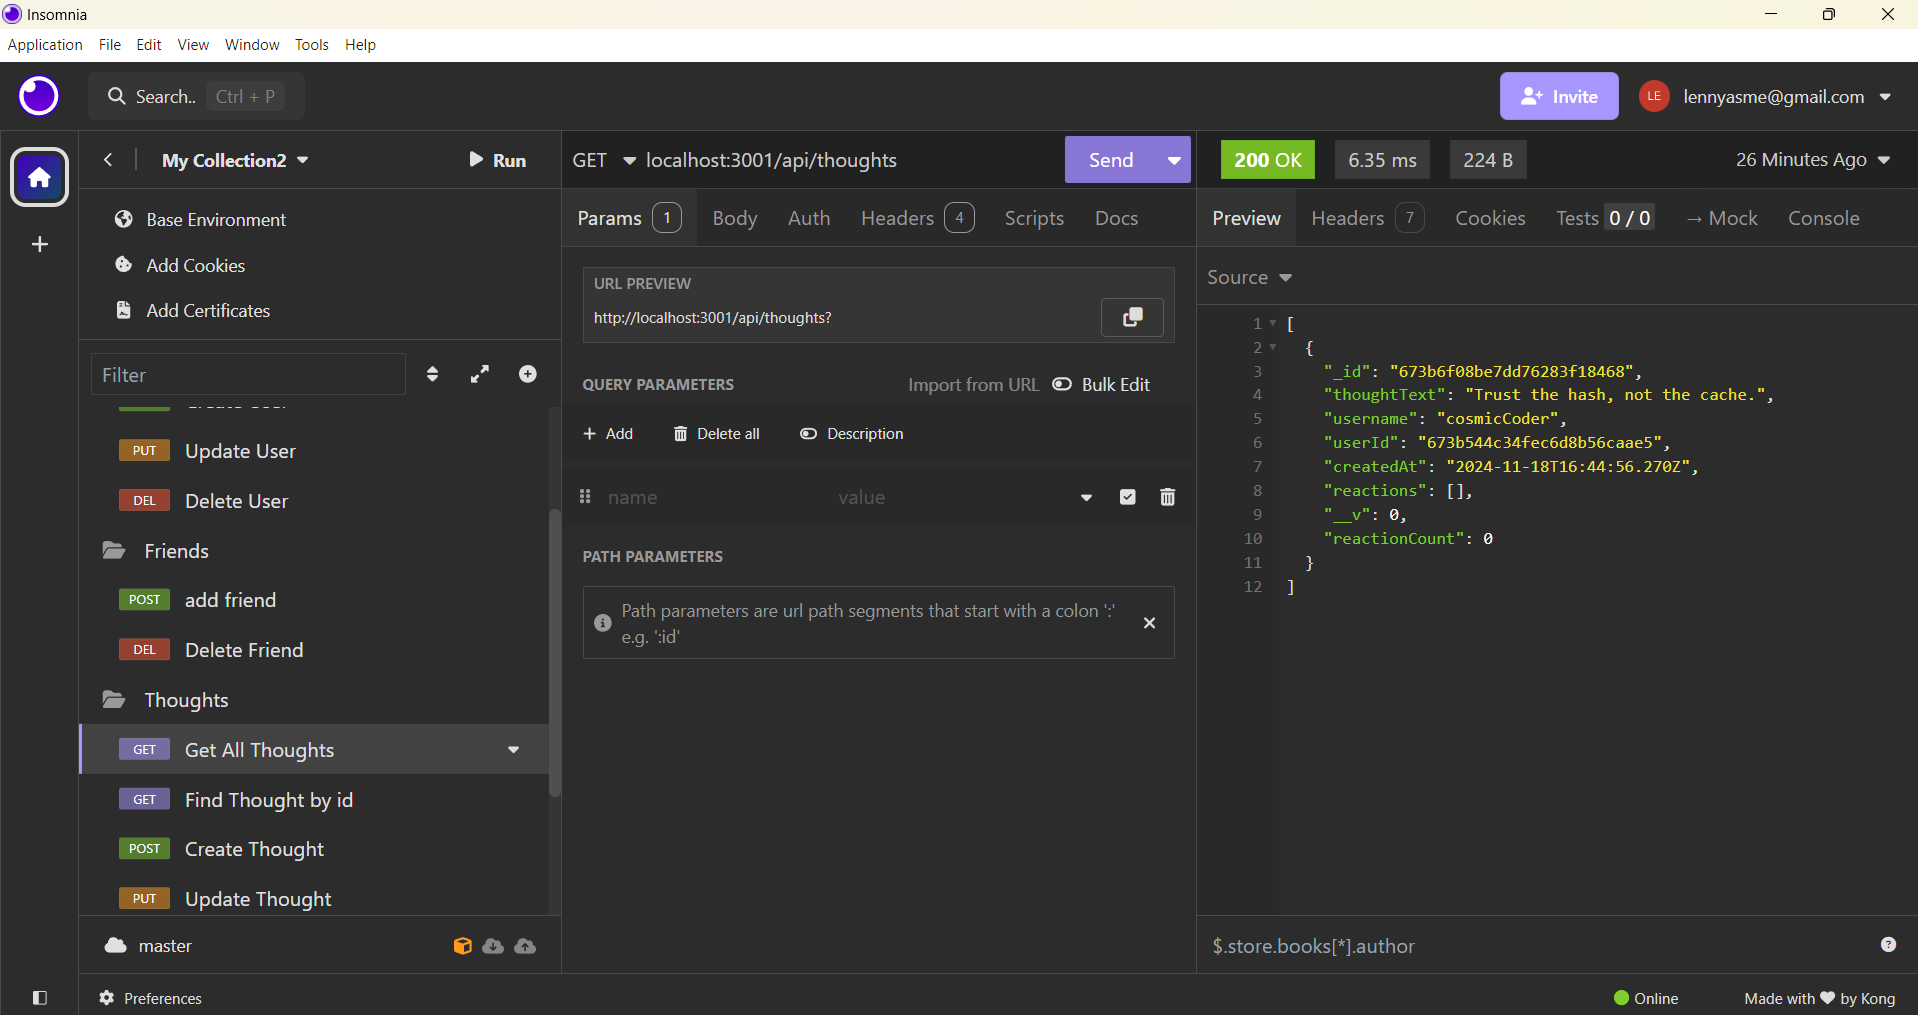 Insomnia
Application File Edit View Window Tools Help
Search.. Ctrl + P
Invite
LE lennyasme@gmail.com
My Collection2
Run
Base Environment
Add Cookies
Add Certificates
Filter
PUT Update User
DEL Delete User
Friends
POST add friend
DEL Delete Friend
Thoughts
GET Get All Thoughts
GET Find Thought by id
POST Create Thought
PUT Update Thought
master
Preferences
GET localhost:3001/api/thoughts
Send
Params 1 Body Auth Headers 4 Scripts Docs
URL PREVIEW
http://localhost:3001/api/thoughts?
QUERY PARAMETERS Import from URL Bulk Edit
+ Add Delete all Description
name value
PATH PARAMETERS
Path parameters are url path segments that start with a colon ':'
e.g. ':id'
200 OK 6.35 ms 224 B 26 Minutes Ago
Preview Headers 7 Cookies Tests 0 / 0 → Mock Console
Source
1 [
2 {
3 "_id": "673b6f08be7dd76283f18468",
4 "thoughtText": "Trust the hash, not the cache.",
5 "username": "cosmicCoder",
6 "userId": "673b544c34fec6d8b56caae5",
7 "createdAt": "2024-11-18T16:44:56.270Z",
8 "reactions": [],
9 "__v": 0,
10 "reactionCount": 0
11 }
12 ]
$.store.books[*].author
Online
Made with ♥ by Kong